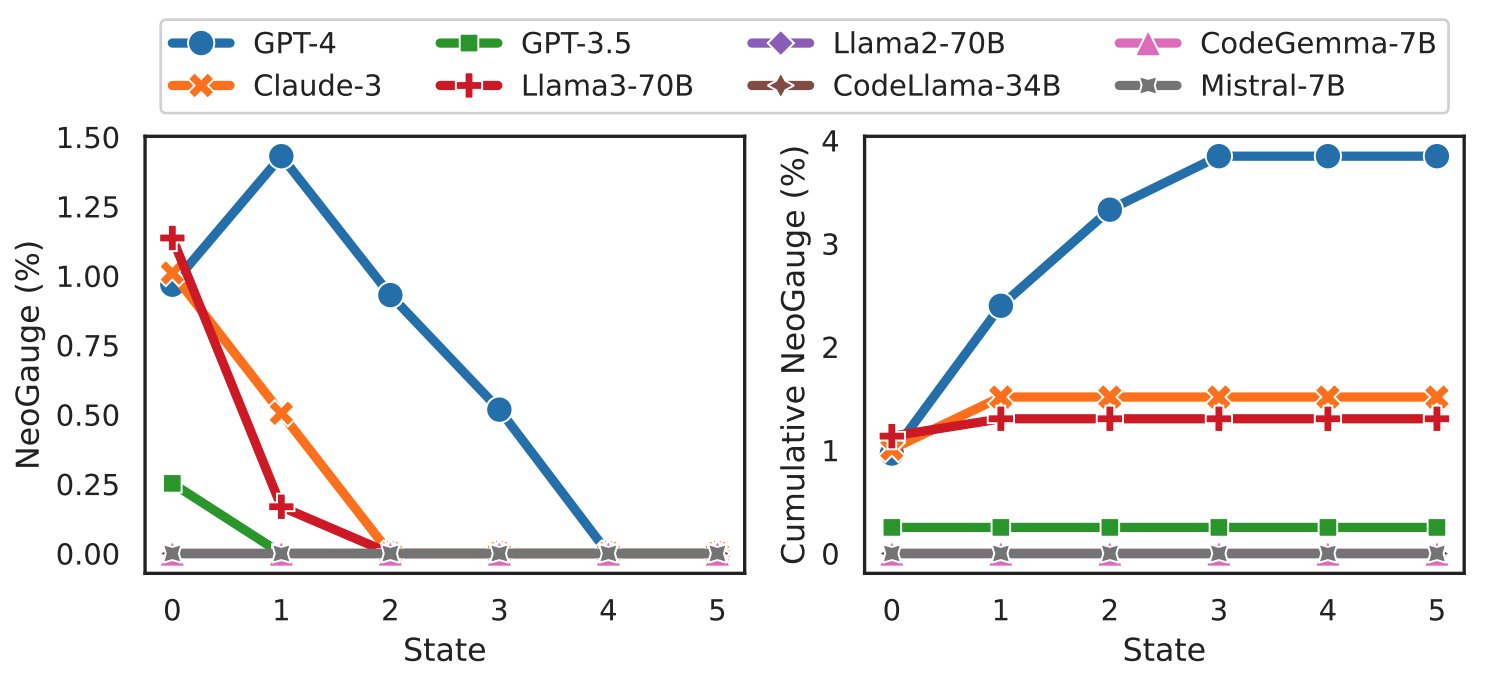 GPT-4 GPT-3.5 Llama2-70B CodeGemma-7B
Claude-3 Llama3-70B CodeLlama-34B Mistral-7B
NeoGauge (%)
1.50
1.25
1.00
0.75
0.50
0.25
0.00
0 1 2 3 4 5
State
Cumulative NeoGauge (%)
4
3
2
1
0
0 1 2 3 4 5
State